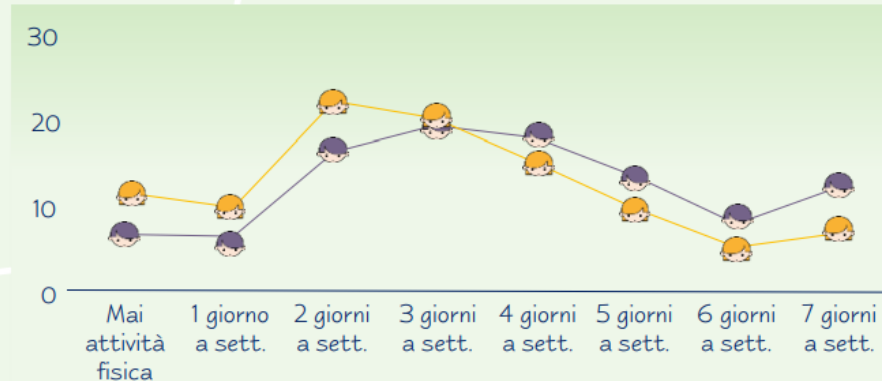 30
20
10
0
Mai
attività
fisica
1 giorno
a sett.
2 giorni
a sett.
3 giorni
a sett.
4 giorni
a sett.
5 giorni
a sett.
6 giorni
a sett.
7 giorni
a sett.